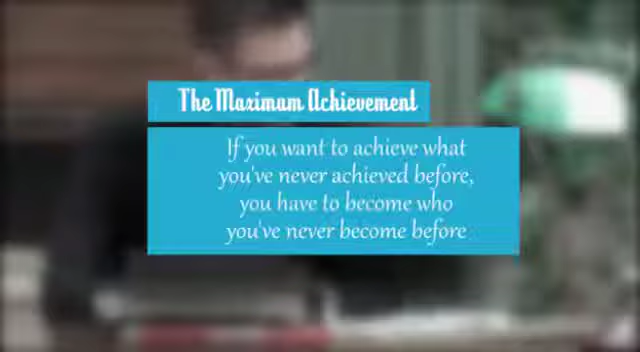 The Maximum Achievement
If you want to achieve what
you've never achieved before,
you have to become who
you've never become before